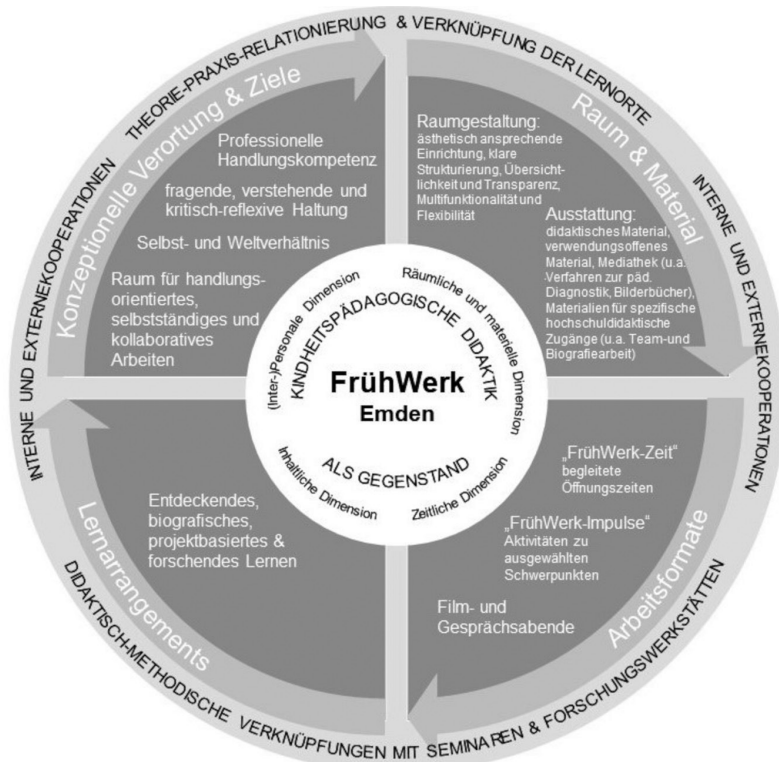 THEORIE-PRAXIS-RELATIONIERUNG & VERKNÜPFUNG DER LERNORTE
INTERNE UND EXTERNEKOOPERATIONEN
Konzeptionelle Verortung & Ziele
Professionelle
Handlungskompetenz
fragende, verstehende und
kritisch-reflexive Haltung
Selbst- und Weltverhältnis
Raum für handlungs-
orientiertes,
selbstständiges und
kollaboratives
Arbeiten
Raum & Material
Raumgestaltung:
ästhetisch ansprechende
Einrichtung, klare
Strukturierung, Übersicht-
lichkeit und Transparenz,
Multifunktionalität und
Flexibilität
Ausstattung:
didaktisches Material,
verwendungsoffenes
Material, Mediathek (u.a.
Verfahren zur päd.
Diagnostik, Bilderbücher),
Materialien für spezifische
hochschuldidaktische
Zugänge (u.a. Team-und
Biografiearbeit)
INTERNE UND EXTERNEKOOPERATIONEN
(Inter-)Personale Dimension
Räumliche und materielle Dimension
KINDHEITSPÄDAGOGISCHE DIDAKTIK
FrühWerk
Emden
ALS GEGENSTAND
Inhaltliche Dimension
Zeitliche Dimension
„FrühWerk-Zeit“
begleitete
Öffnungszeiten
„FrühWerk-Impulse“
Aktivitäten zu
ausgewählten
Schwerpunkten
Film- und
Gesprächsabende
Arbeitsformate
Entdeckendes,
biografisches,
projektbasiertes &
forschendes Lernen
Lernarrangements
DIDAKTISCH-METHODISCHE VERKNÜPFUNGEN MIT SEMINAREN & FORSCHUNGSWERKSTÄTTEN